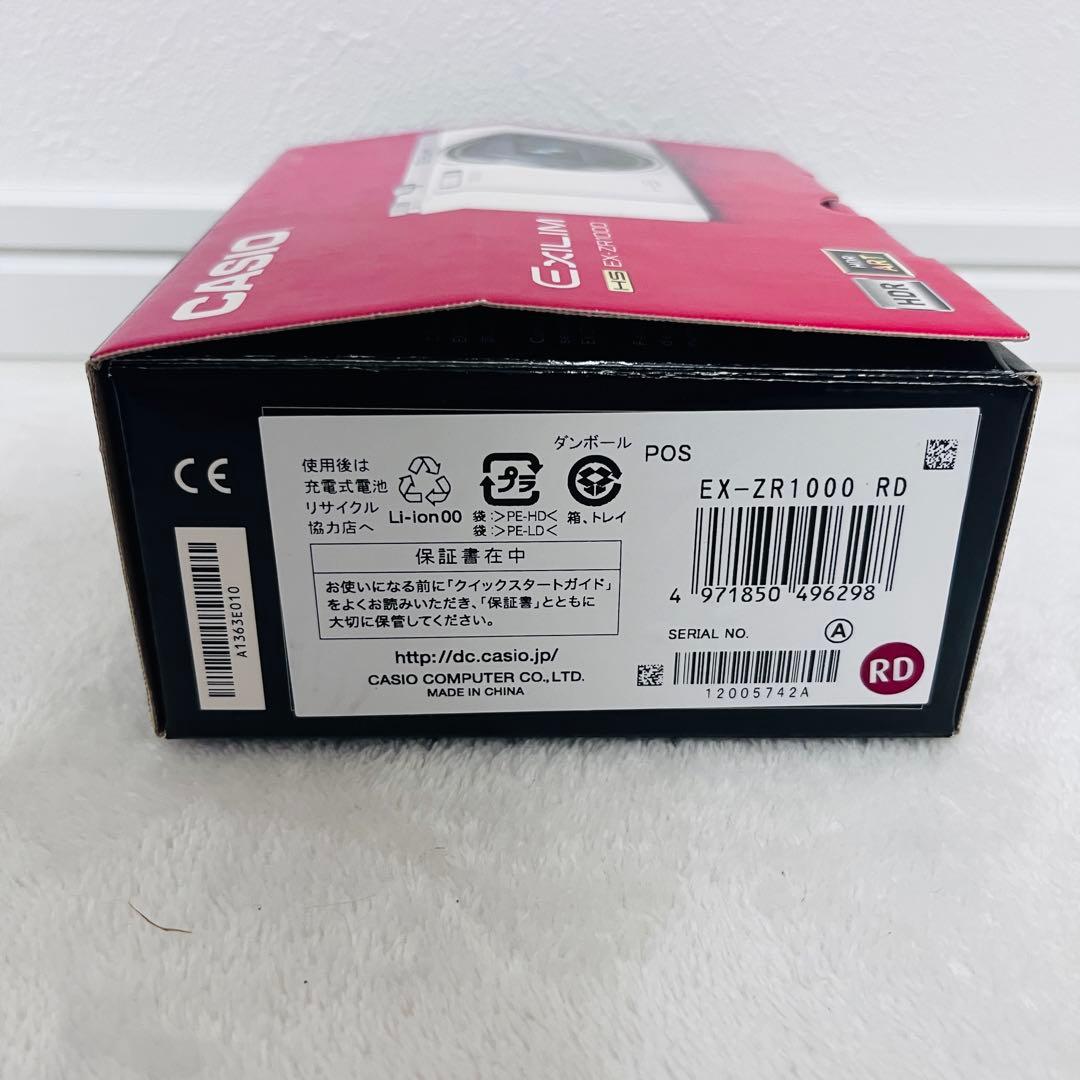 CASIO
EXILIM
HS EX-ZR1000
HDR
HDR ART
CE
A1363E010
使用後は
充電式電池
リサイクル
協力店へ
Li-ion00
プラ
袋:>PE-HD<
袋:>PE-LD<
ダンボール
箱、トレイ
POS
EX-ZR1000 RD
4 971850 496298
保証書在中
お使いになる前に「クイックスタートガイド」
をよくお読みいただき、「保証書」とともに
大切に保管してください。
http://dc.casio.jp/
CASIO COMPUTER CO., LTD.
MADE IN CHINA
SERIAL NO.
A
12005742A
RD